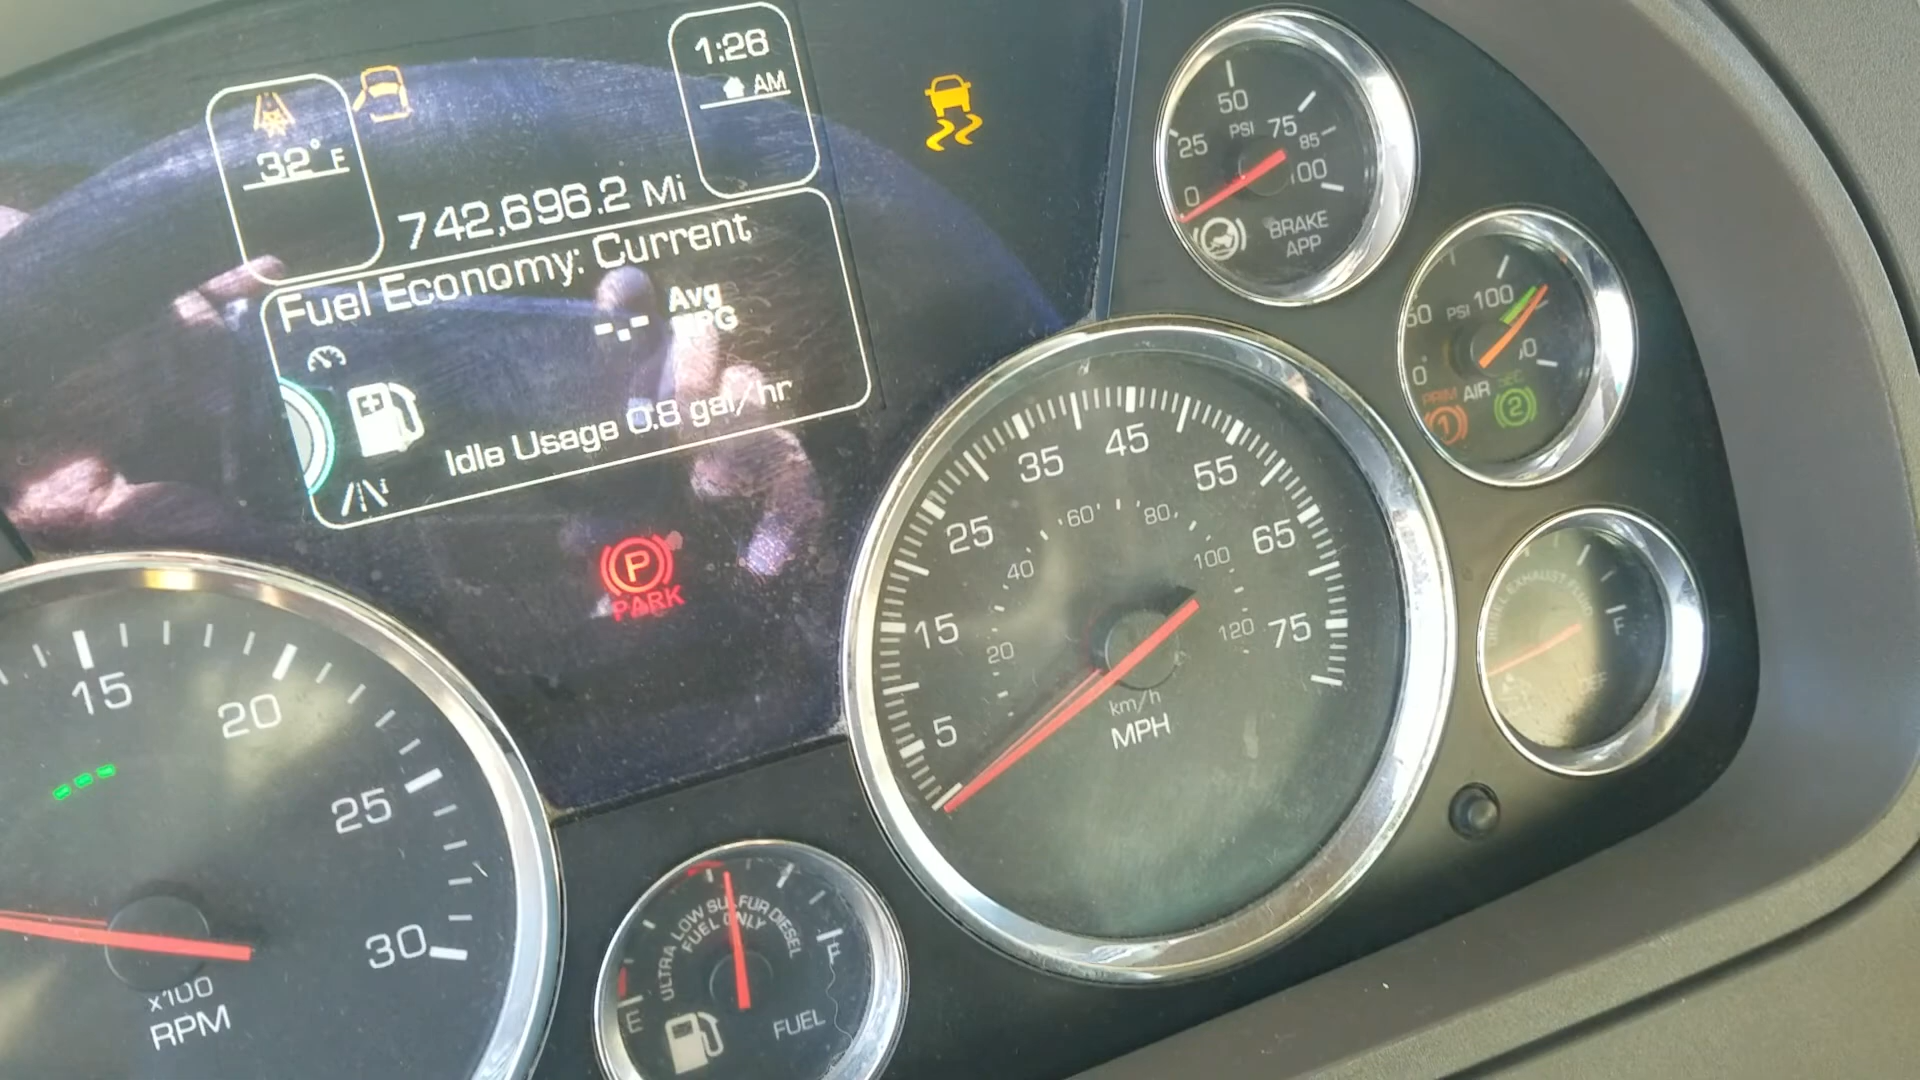 1:26
AM
32° F
742,696.2 Mi
Fuel Economy: Current
-.- Avg
MPG
Idle Usage 0.8 gal/hr
P
PARK
50
PSI 75
25 85
0 100
BRAKE
APP
PSI 100
0
PRIM AIR SEC
1 2
45
35 55
25 60 80 65
40 100
15 20 120 75
5
km/h
MPH
EXHAUST FLUID
F
DEF
15
20
25
30
x100
RPM
ULTRA LOW SULFUR DIESEL
FUEL ONLY
E F
FUEL